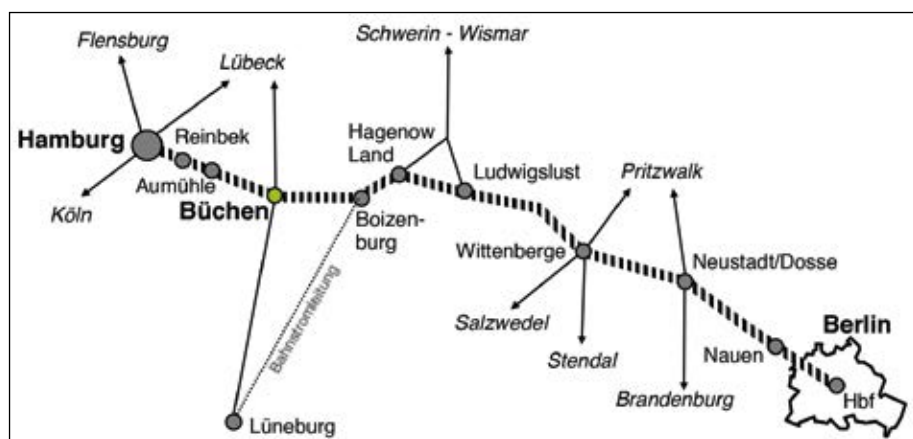 Flensburg
Schwerin - Wismar
Lübeck
Hamburg
Reinbek
Hagenow
Land
Ludwigslust
Pritzwalk
Aumühle
Büchen
Köln
Boizen-
burg
Wittenberge
Neustadt/Dosse
Bahnstromleitung
Salzwedel
Stendal
Berlin
Nauen
Hbf
Brandenburg
Lüneburg